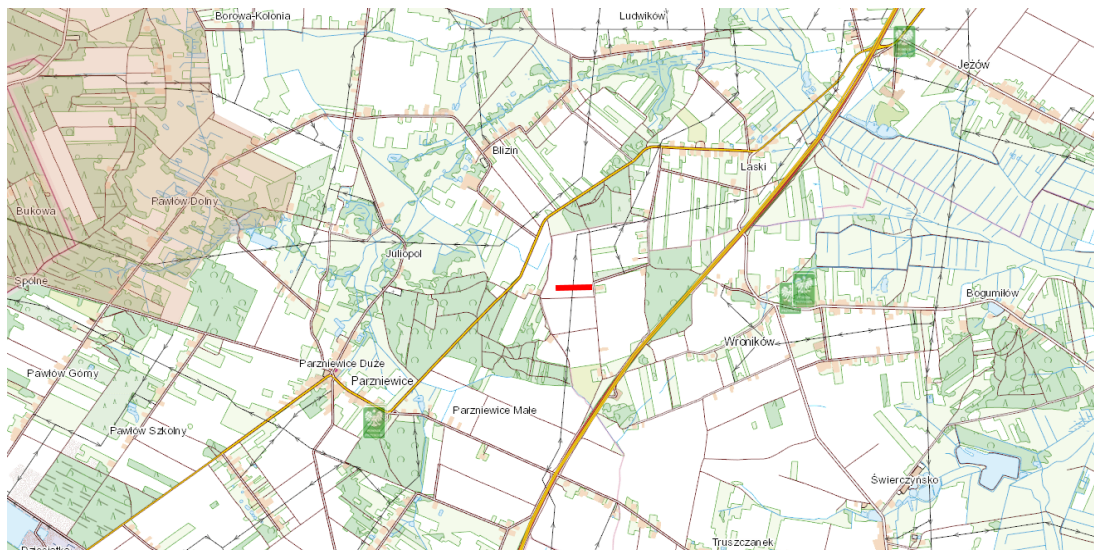 Borowa-Kolonia
Ludwików
Jeżów
Blizin
Laski
Pawłów Dolny
Bukowa
Juliopol
Spólne
Bogumiłów
Wroników
Parzniewice Duże
Pawłów Górny
Parzniewice
Parzniewice Małe
Pawłów Szkolny
Świerczyńsko
Truszczanek